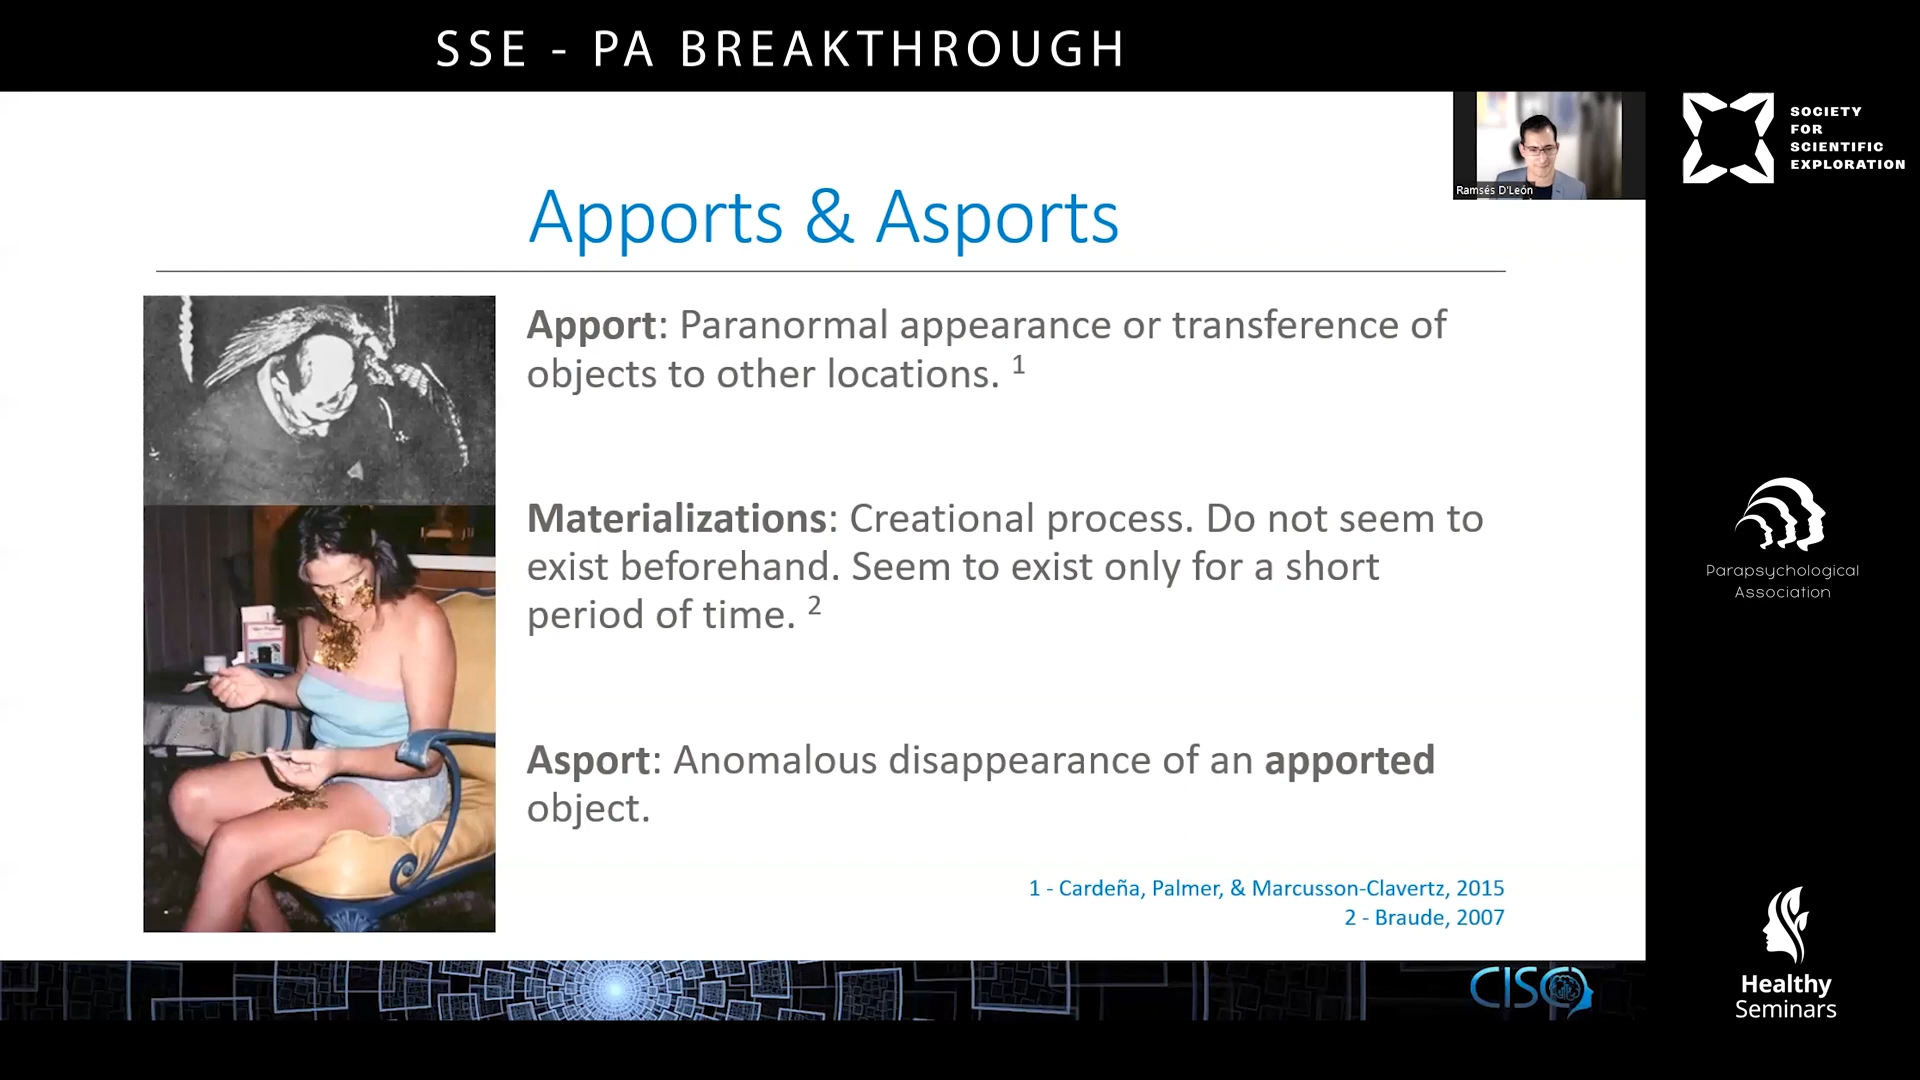 SSE - PA BREAKTHROUGH
Ramsés D'León
SOCIETY
FOR
SCIENTIFIC
EXPLORATION
Apports & Asports
Apport: Paranormal appearance or transference of
objects to other locations. 1
Materializations: Creational process. Do not seem to
exist beforehand. Seem to exist only for a short
period of time. 2
Asport: Anomalous disappearance of an apported
object.
1 - Cardeña, Palmer, & Marcusson-Clavertz, 2015
2 - Braude, 2007
Parapsychological
Association
CISC
Healthy
Seminars